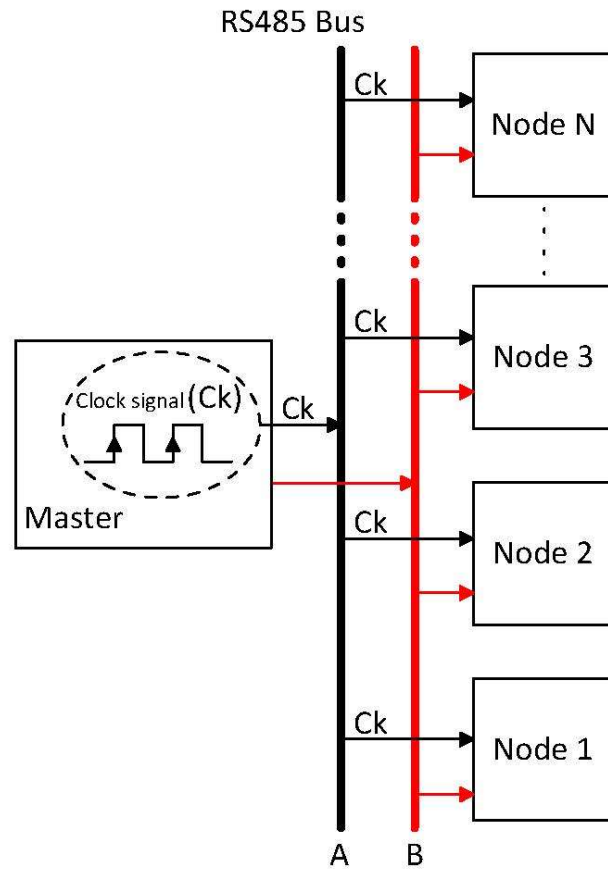 RS485 Bus
Ck
Node N
Ck
Node 3
Clock signal (Ck)
Ck
Master
Ck
Node 2
Ck
Node 1
A B